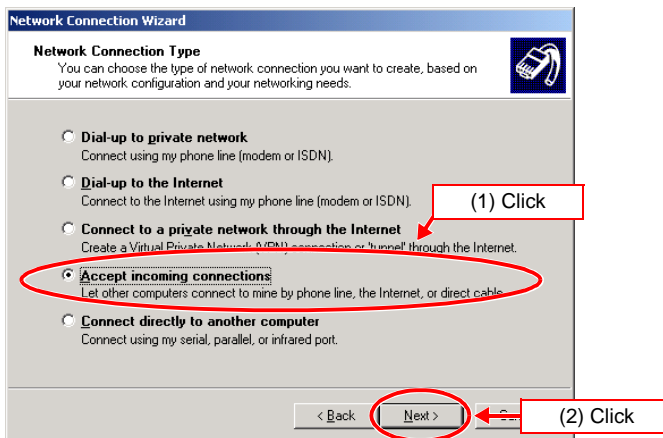 Network Connection Wizard
Network Connection Type
You can choose the type of network connection you want to create, based on
your network configuration and your networking needs.
Dial-up to private network
Connect using my phone line (modem or ISDN).
Dial-up to the Internet
Connect to the Internet using my phone line (modem or ISDN).
(1) Click
Connect to a private network through the Internet
Create a Virtual Private Network (VPN) connection or 'tunnel' through the Internet.
Accept incoming connections
Let other computers connect to mine by phone line, the Internet, or direct cable
Connect directly to another computer
Connect using my serial, parallel, or infrared port.
< Back
Next >
(2) Click